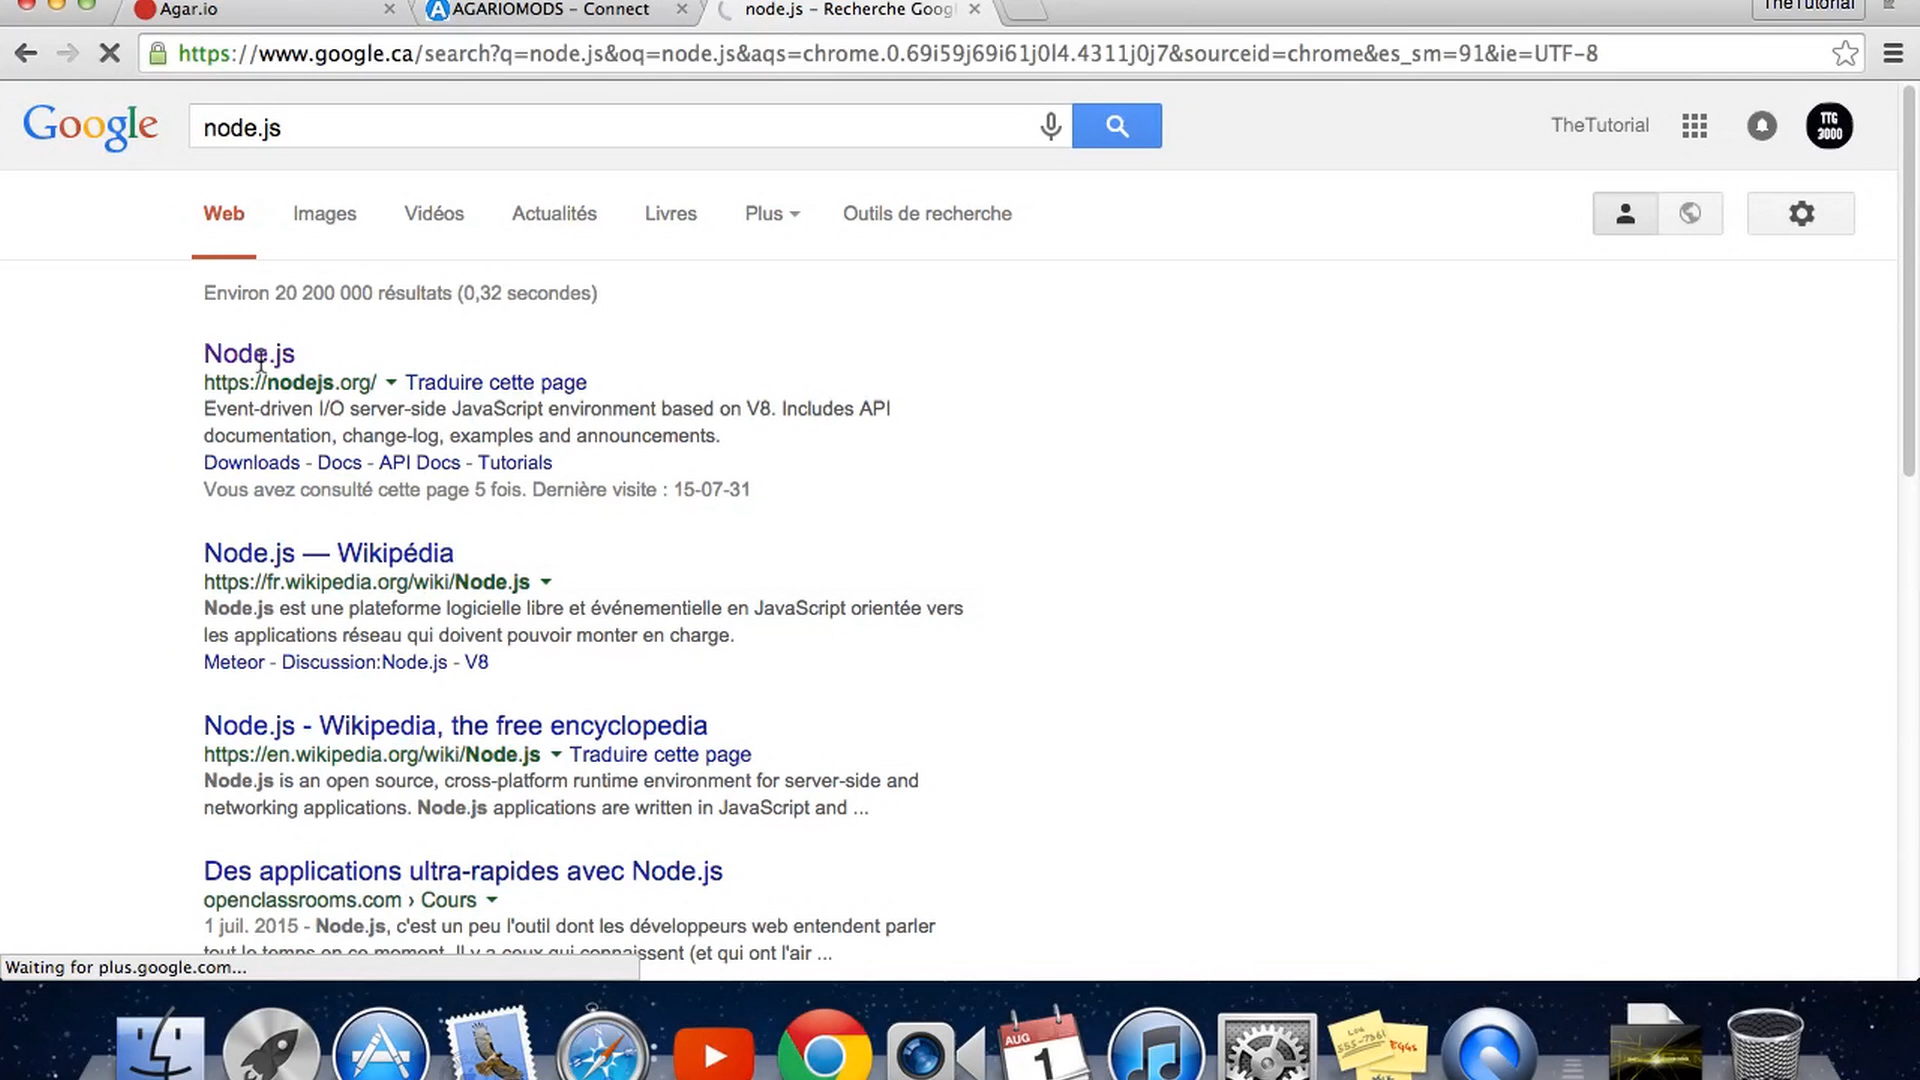 Agar.io
AGARIOMODS - Connect
node.js - Recherche Goog
TheTutorial
https://www.google.ca/search?q=node.js&oq=node.js&aqs=chrome.0.69i59j69i61j0l4.4311j0j7&sourceid=chrome&es_sm=91&ie=UTF-8
Google
node.js
TheTutorial
TTG
3000
Web
Images
Vidéos
Actualités
Livres
Plus
Outils de recherche
Environ 20 200 000 résultats (0,32 secondes)
Node.js
https://nodejs.org/ Traduire cette page
Event-driven I/O server-side JavaScript environment based on V8. Includes API
documentation, change-log, examples and announcements.
Downloads - Docs - API Docs - Tutorials
Vous avez consulté cette page 5 fois. Dernière visite : 15-07-31
Node.js — Wikipédia
https://fr.wikipedia.org/wiki/Node.js
Node.js est une plateforme logicielle libre et événementielle en JavaScript orientée vers
les applications réseau qui doivent pouvoir monter en charge.
Meteor - Discussion:Node.js - V8
Node.js - Wikipedia, the free encyclopedia
https://en.wikipedia.org/wiki/Node.js Traduire cette page
Node.js is an open source, cross-platform runtime environment for server-side and
networking applications. Node.js applications are written in JavaScript and ...
Des applications ultra-rapides avec Node.js
openclassrooms.com › Cours
1 juil. 2015 - Node.js, c'est un peu l'outil dont les développeurs web entendent parler
tout le temps en ce moment. Il y a ceux qui connaissent (et qui ont l'air ...
Waiting for plus.google.com...
AUG
1
555-7361
EGGS